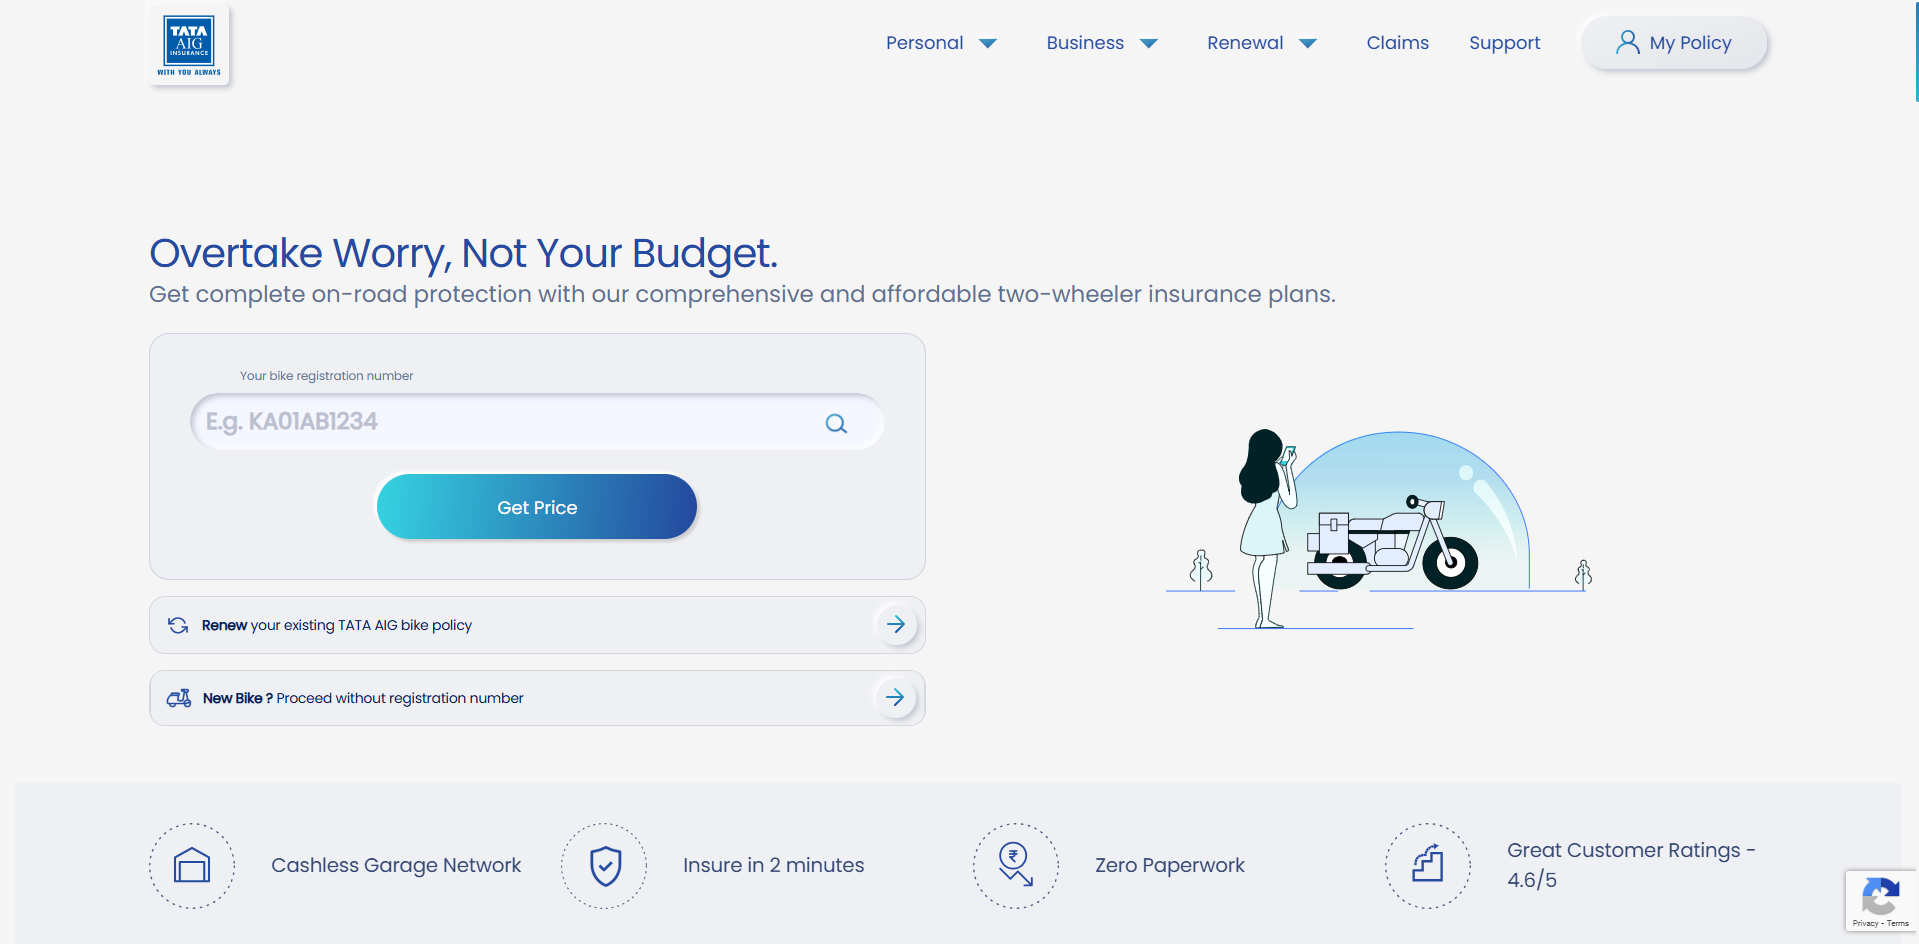 TATA
AIG
INSURANCE
WITH YOU ALWAYS
Personal
Business
Renewal
Claims
Support
My Policy
Overtake Worry, Not Your Budget.
Get complete on-road protection with our comprehensive and affordable two-wheeler insurance plans.
Your bike registration number
E.g. KA01AB1234
Get Price
Renew your existing TATA AIG bike policy
New Bike ? Proceed without registration number
Cashless Garage Network
Insure in 2 minutes
₹
Zero Paperwork
Great Customer Ratings -
4.6/5
Privacy - Terms